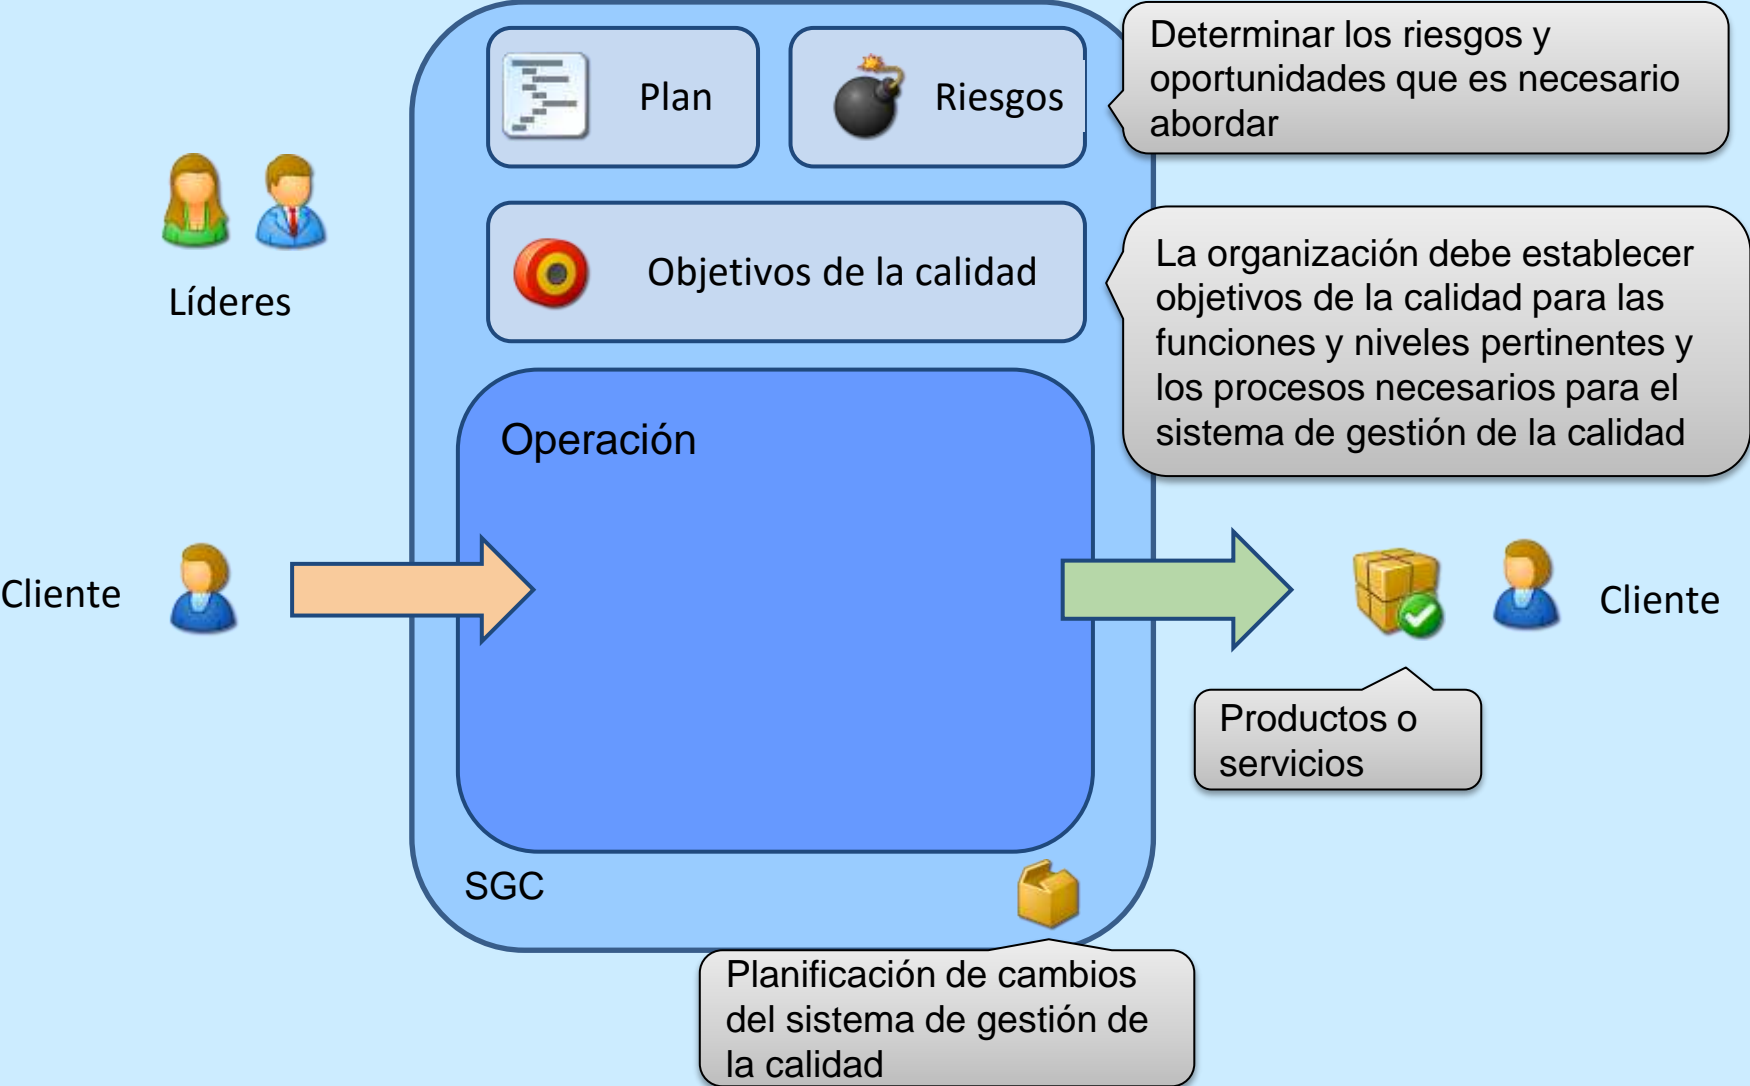 Plan
Riesgos
Determinar los riesgos y
oportunidades que es necesario
abordar
Líderes
Objetivos de la calidad
La organización debe establecer
objetivos de la calidad para las
funciones y niveles pertinentes y
los procesos necesarios para el
sistema de gestión de la calidad
Operación
Cliente
Cliente
Productos o
servicios
SGC
Planificación de cambios
del sistema de gestión de
la calidad